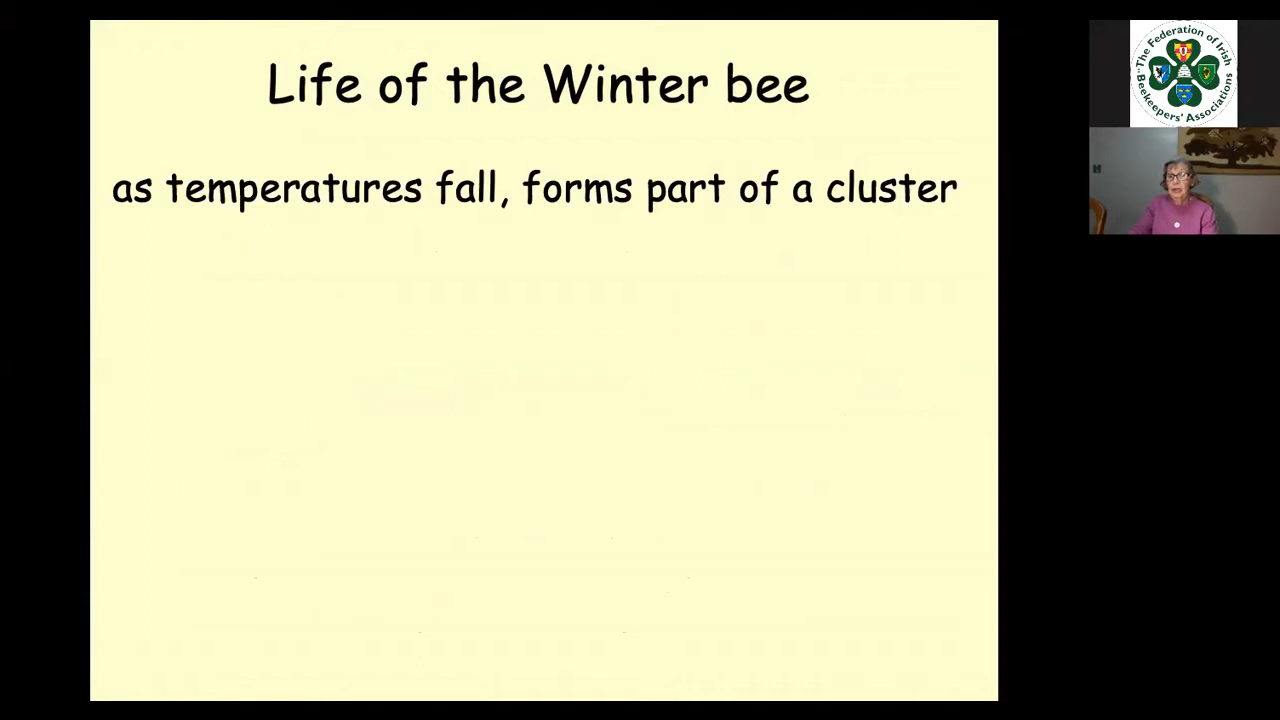 Life of the Winter bee
as temperatures fall, forms part of a cluster
"The Federation of Irish
Beekeepers' Associations"